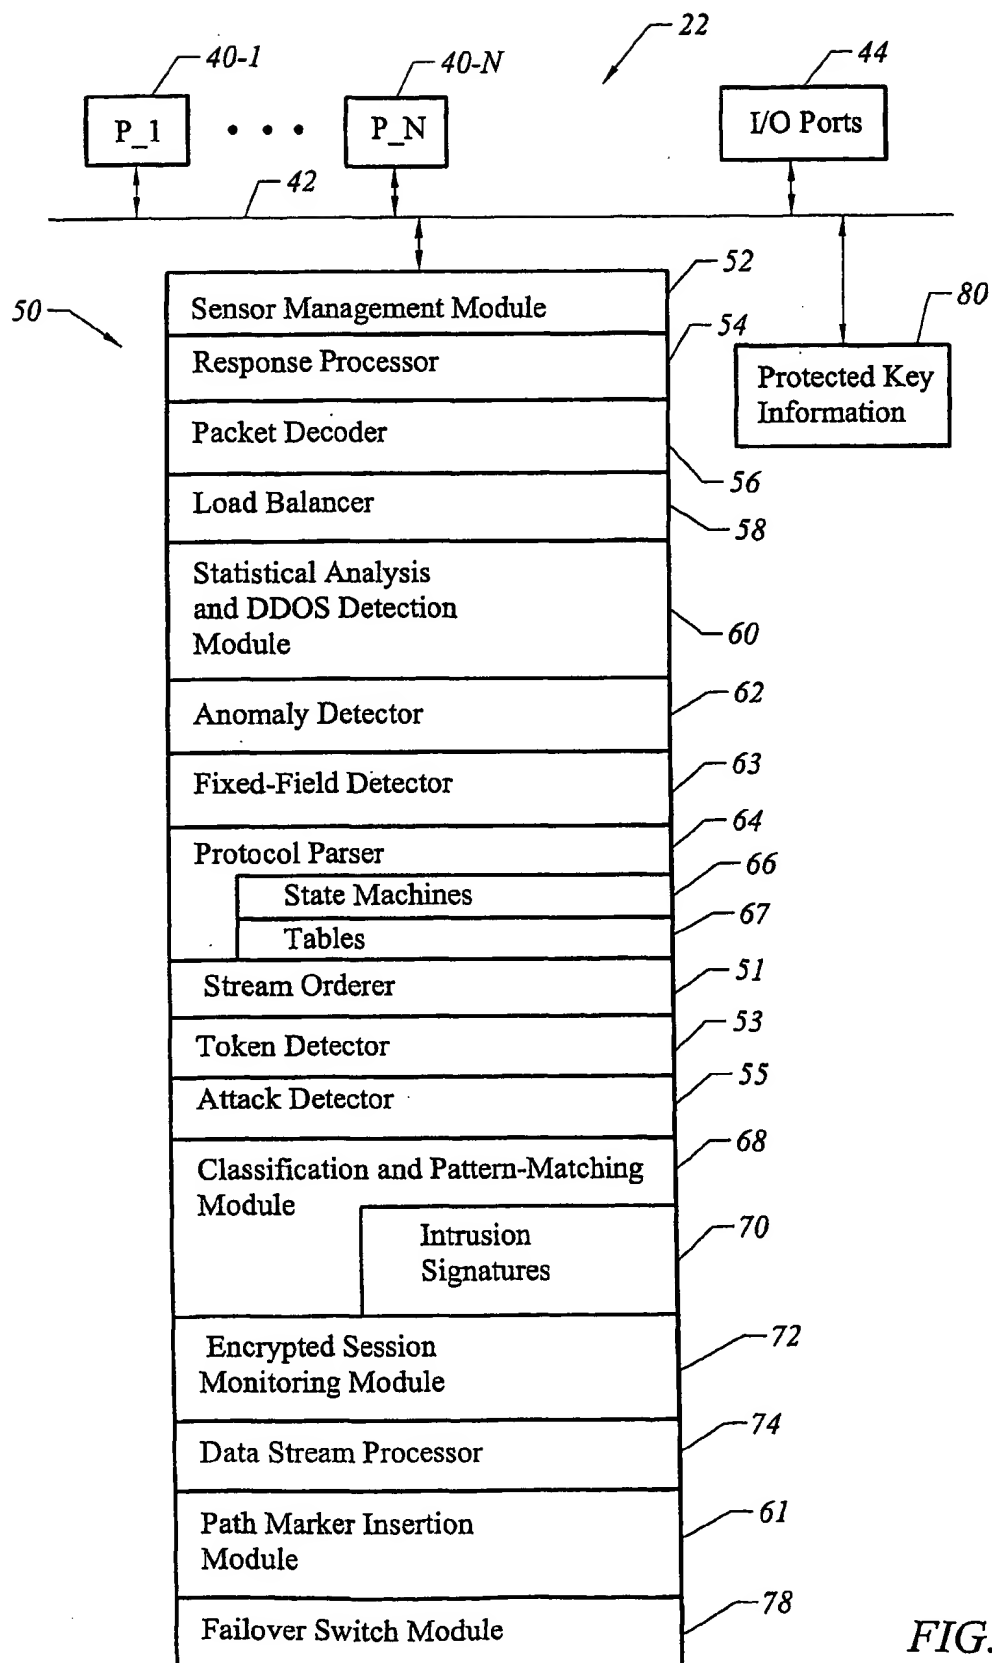 22
40-1
40-N
44
P_1
P_N
I/O Ports
42
50
52
Sensor Management Module
54
Response Processor
80
Protected Key
Information
Packet Decoder
56
Load Balancer
58
Statistical Analysis
and DDOS Detection
Module
60
Anomaly Detector
62
Fixed-Field Detector
63
Protocol Parser
64
State Machines
66
Tables
67
Stream Orderer
51
Token Detector
53
Attack Detector
55
Classification and Pattern-Matching
Module
68
Intrusion
Signatures
70
Encrypted Session
Monitoring Module
72
Data Stream Processor
74
Path Marker Insertion
Module
61
Failover Switch Module
78
FIG.